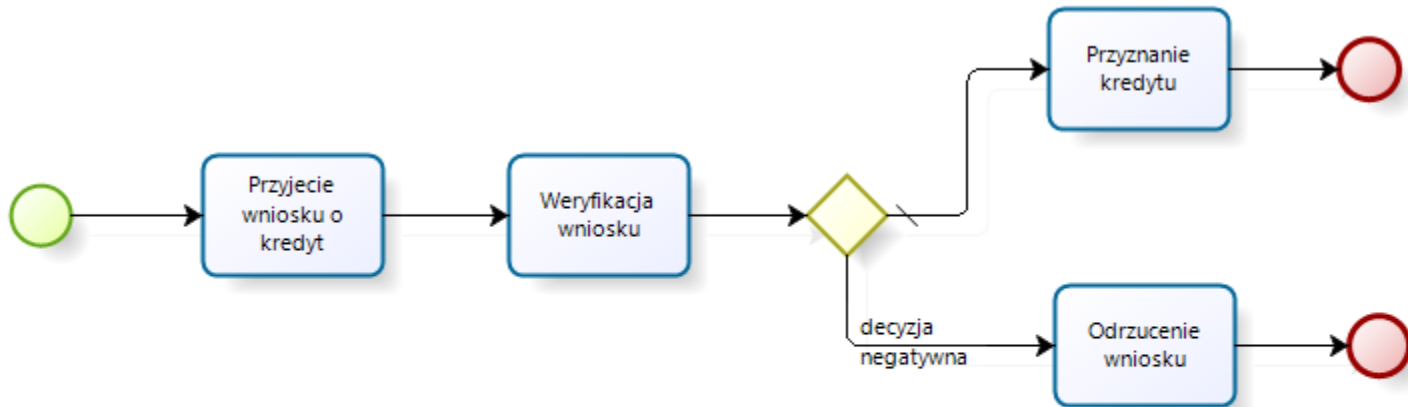 Przyjecie
wniosku o
kredyt
Weryfikacja
wniosku
Przyznanie
kredytu
decyzja
negatywna
Odrzucenie
wniosku